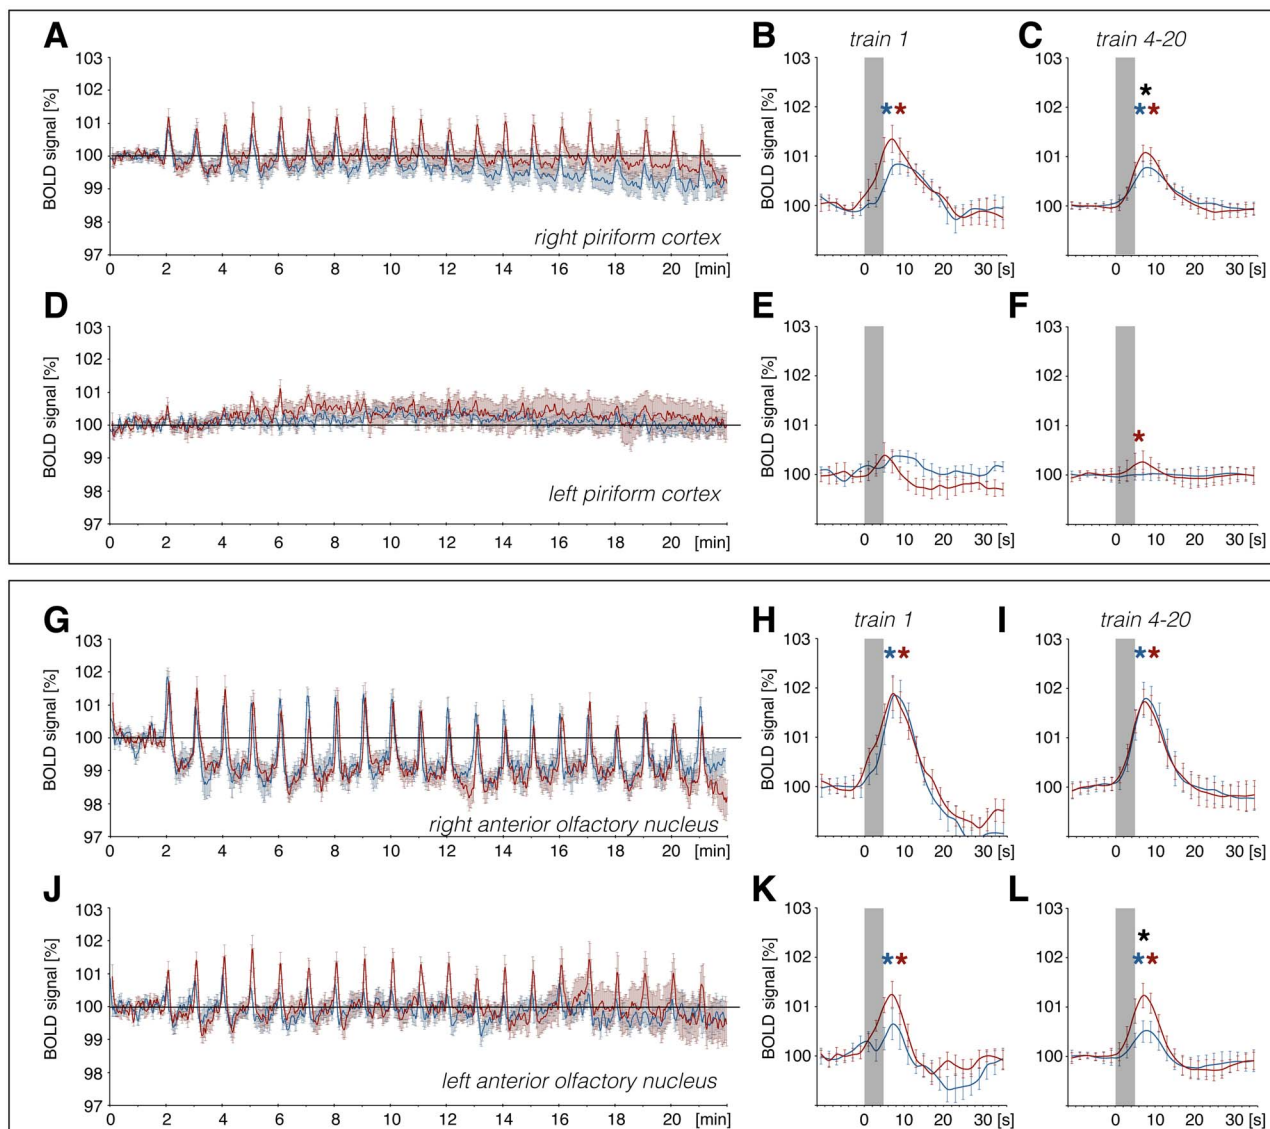 A
BOLD signal [%]
103
102
101
100
99
98
97
0 2 4 6 8 10 12 14 16 18 20 [min]
right piriform cortex
B
train 1
BOLD signal [%]
103
102
101
100
* *
0 10 20 30 [s]
C
train 4-20
103
102
101
100
*
* *
0 10 20 30 [s]
D
BOLD signal [%]
103
102
101
100
99
98
97
0 2 4 6 8 10 12 14 16 18 20 [min]
left piriform cortex
E
BOLD signal [%]
103
102
101
100
0 10 20 30 [s]
F
103
102
101
100
*
0 10 20 30 [s]
G
BOLD signal [%]
103
102
101
100
99
98
97
0 2 4 6 8 10 12 14 16 18 20 [min]
right anterior olfactory nucleus
H
train 1
BOLD signal [%]
103
102
101
100
* *
0 10 20 30 [s]
I
train 4-20
103
102
101
100
* *
0 10 20 30 [s]
J
BOLD signal [%]
103
102
101
100
99
98
97
0 2 4 6 8 10 12 14 16 18 20 [min]
left anterior olfactory nucleus
K
BOLD signal [%]
103
102
101
100
* *
0 10 20 30 [s]
L
103
102
101
100
*
* *
0 10 20 30 [s]